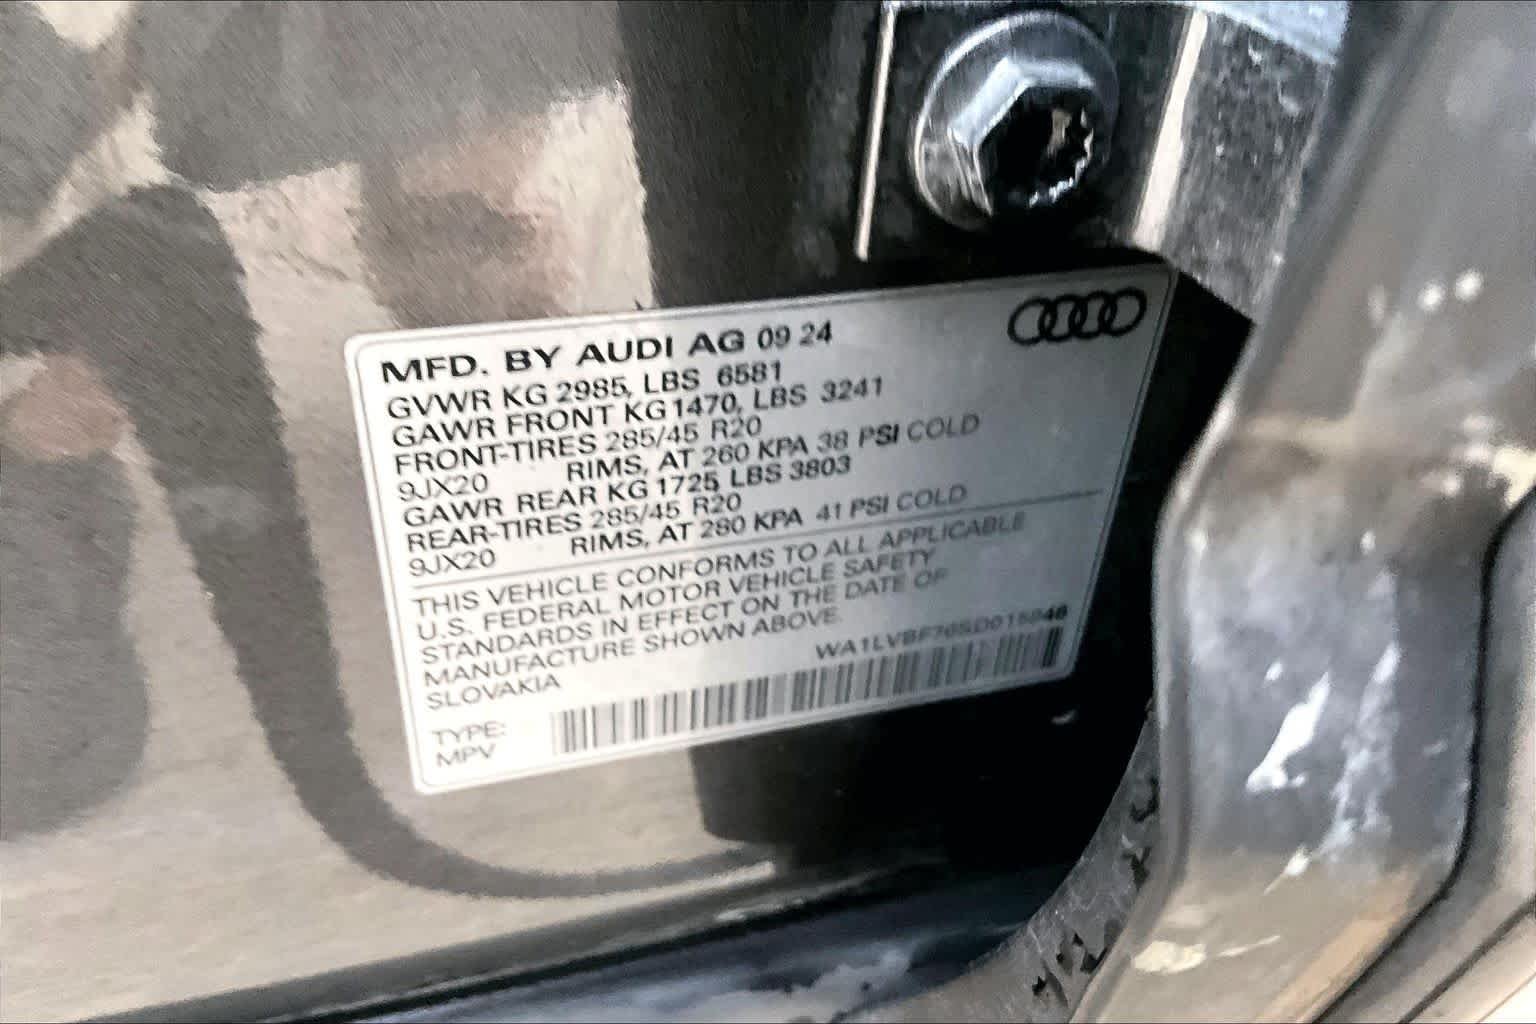 MFD. BY AUDI AG 09 24
GVWR KG 2985, LBS 6581
GAWR FRONT KG 1470, LBS 3241
FRONT-TIRES 285/45 R20
9JX20 RIMS, AT 260 KPA 38 PSI COLD
GAWR REAR KG 1725 LBS 3803
REAR-TIRES 285/45 R20
9JX20 RIMS, AT 280 KPA 41 PSI COLD
THIS VEHICLE CONFORMS TO ALL APPLICABLE
U.S. FEDERAL MOTOR VEHICLE SAFETY
STANDARDS IN EFFECT ON THE DATE OF
MANUFACTURE SHOWN ABOVE.
SLOVAKIA
TYPE:
MPV